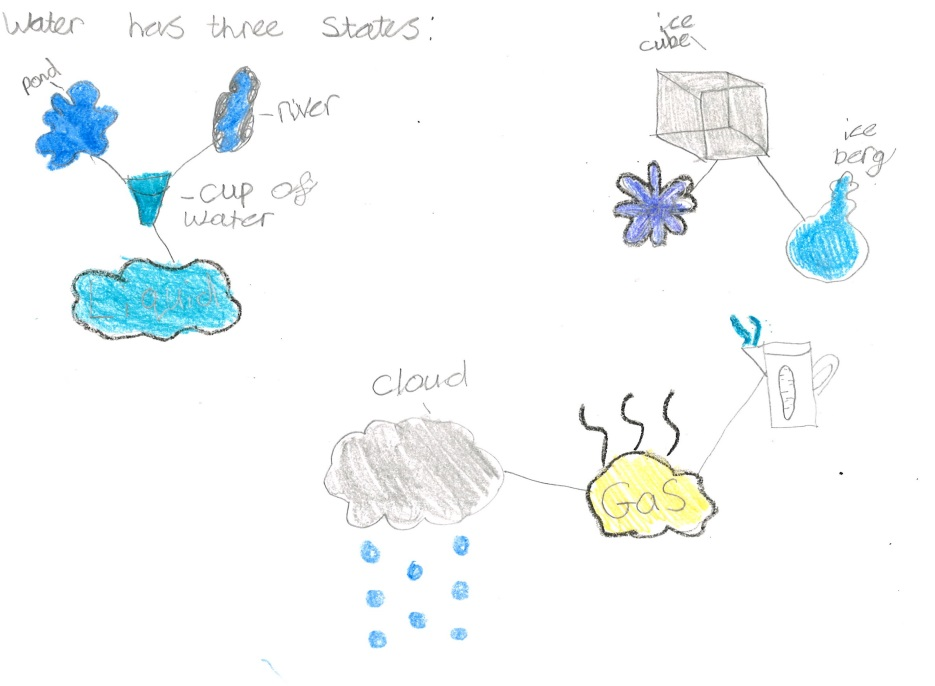 Water has three States:
Pond
river
cup of
water
Liquid
ice
cube
ice
berg
cloud
Gas